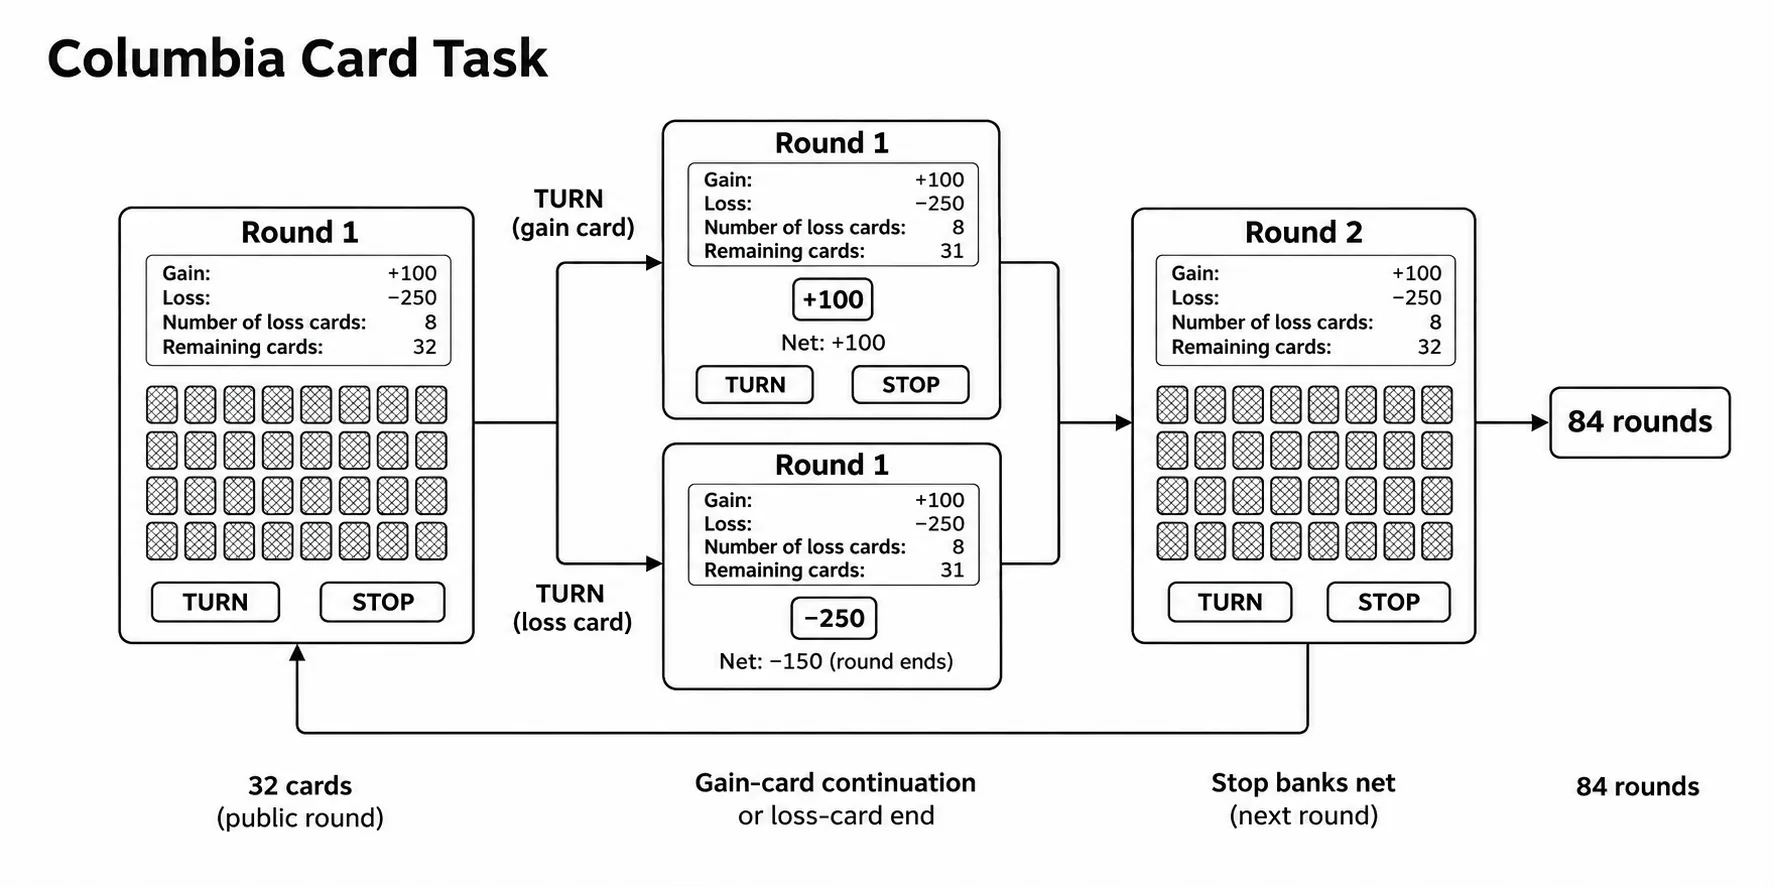 Columbia Card Task
Round 1
Gain: +100
Loss: −250
Number of loss cards: 8
Remaining cards: 32
TURN STOP
TURN
(gain card)
Round 1
Gain: +100
Loss: −250
Number of loss cards: 8
Remaining cards: 31
+100
Net: +100
TURN STOP
TURN
(loss card)
Round 1
Gain: +100
Loss: −250
Number of loss cards: 8
Remaining cards: 31
−250
Net: −150 (round ends)
Round 2
Gain: +100
Loss: −250
Number of loss cards: 8
Remaining cards: 32
TURN STOP
84 rounds
32 cards
(public round)
Gain-card continuation
or loss-card end
Stop banks net
(next round)
84 rounds